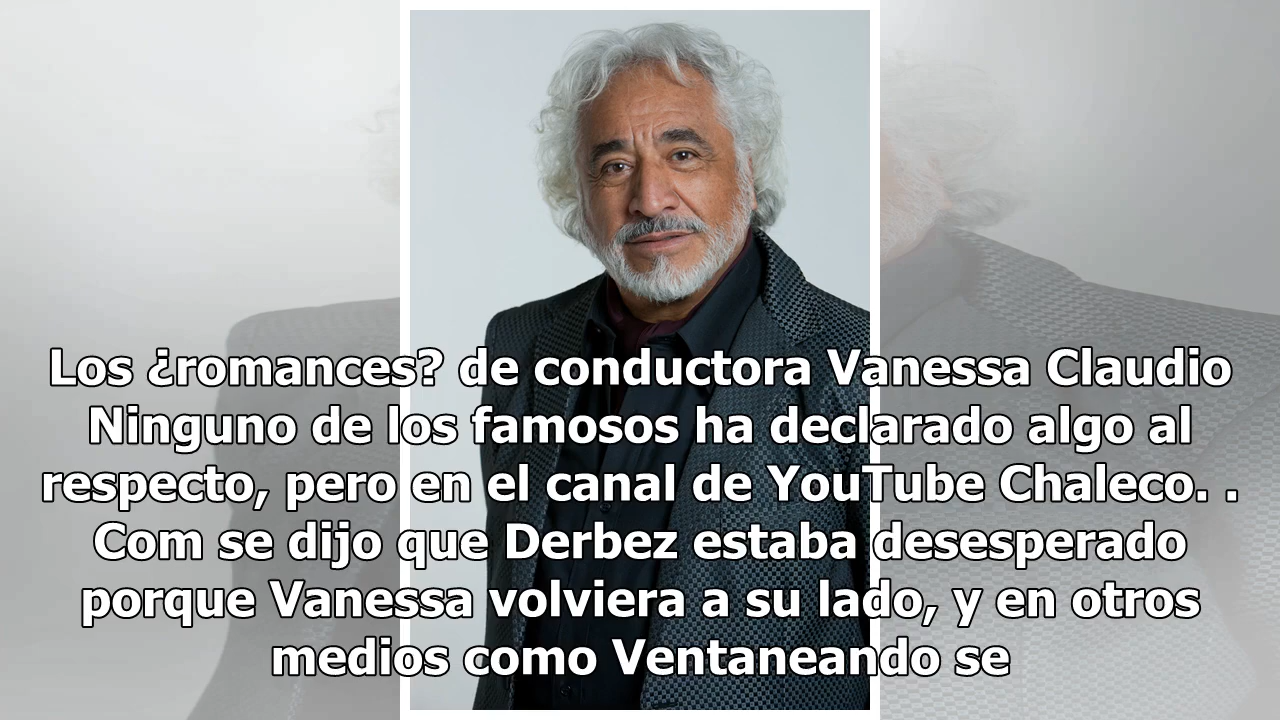 Los ¿romances? de conductora Vanessa Claudio
Ninguno de los famosos ha declarado algo al
respecto, pero en el canal de YouTube Chaleco. .
Com se dijo que Derbez estaba desesperado
porque Vanessa volviera a su lado, y en otros
medios como Ventaneando se